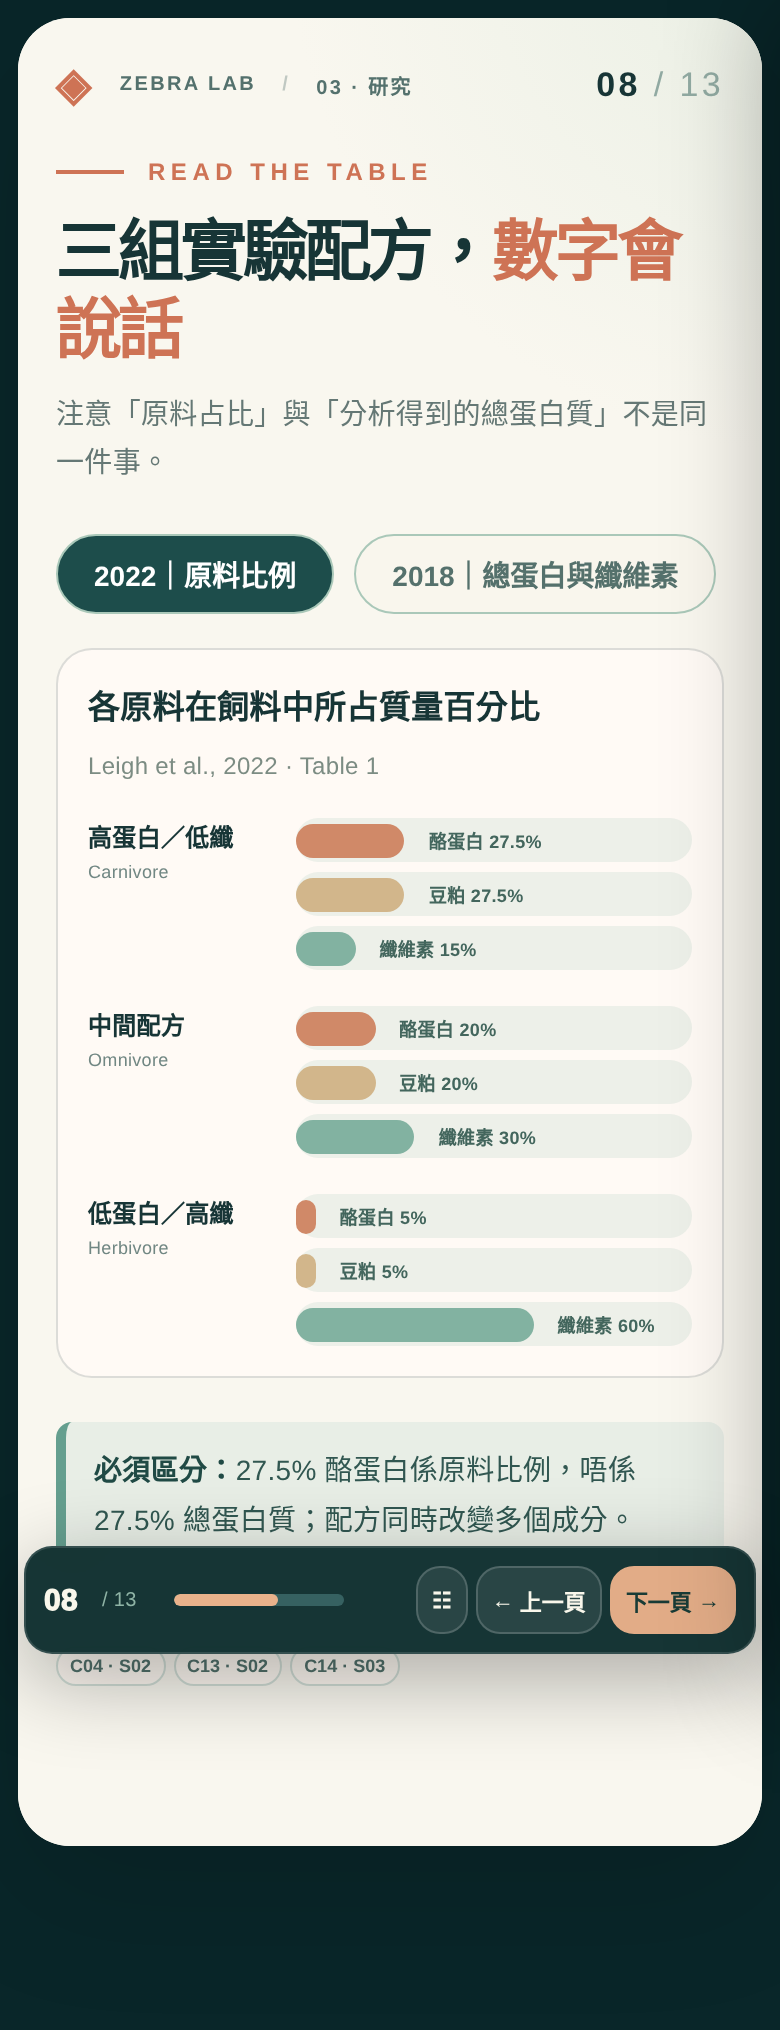 ZEBRA LAB / 03 · 研究 08 / 13
READ THE TABLE
三組實驗配方，數字會
說話
注意「原料占比」與「分析得到的總蛋白質」不是同
一件事。
2022｜原料比例 2018｜總蛋白與纖維素
各原料在飼料中所占質量百分比
Leigh et al., 2022 · Table 1
高蛋白／低纖
Carnivore
酪蛋白 27.5%
豆粕 27.5%
纖維素 15%
中間配方
Omnivore
酪蛋白 20%
豆粕 20%
纖維素 30%
低蛋白／高纖
Herbivore
酪蛋白 5%
豆粕 5%
纖維素 60%
必須區分：27.5% 酪蛋白係原料比例，唔係
27.5% 總蛋白質；配方同時改變多個成分。
08 / 13 ☷ ← 上一頁 下一頁 →
C04 · S02 C13 · S02 C14 · S03